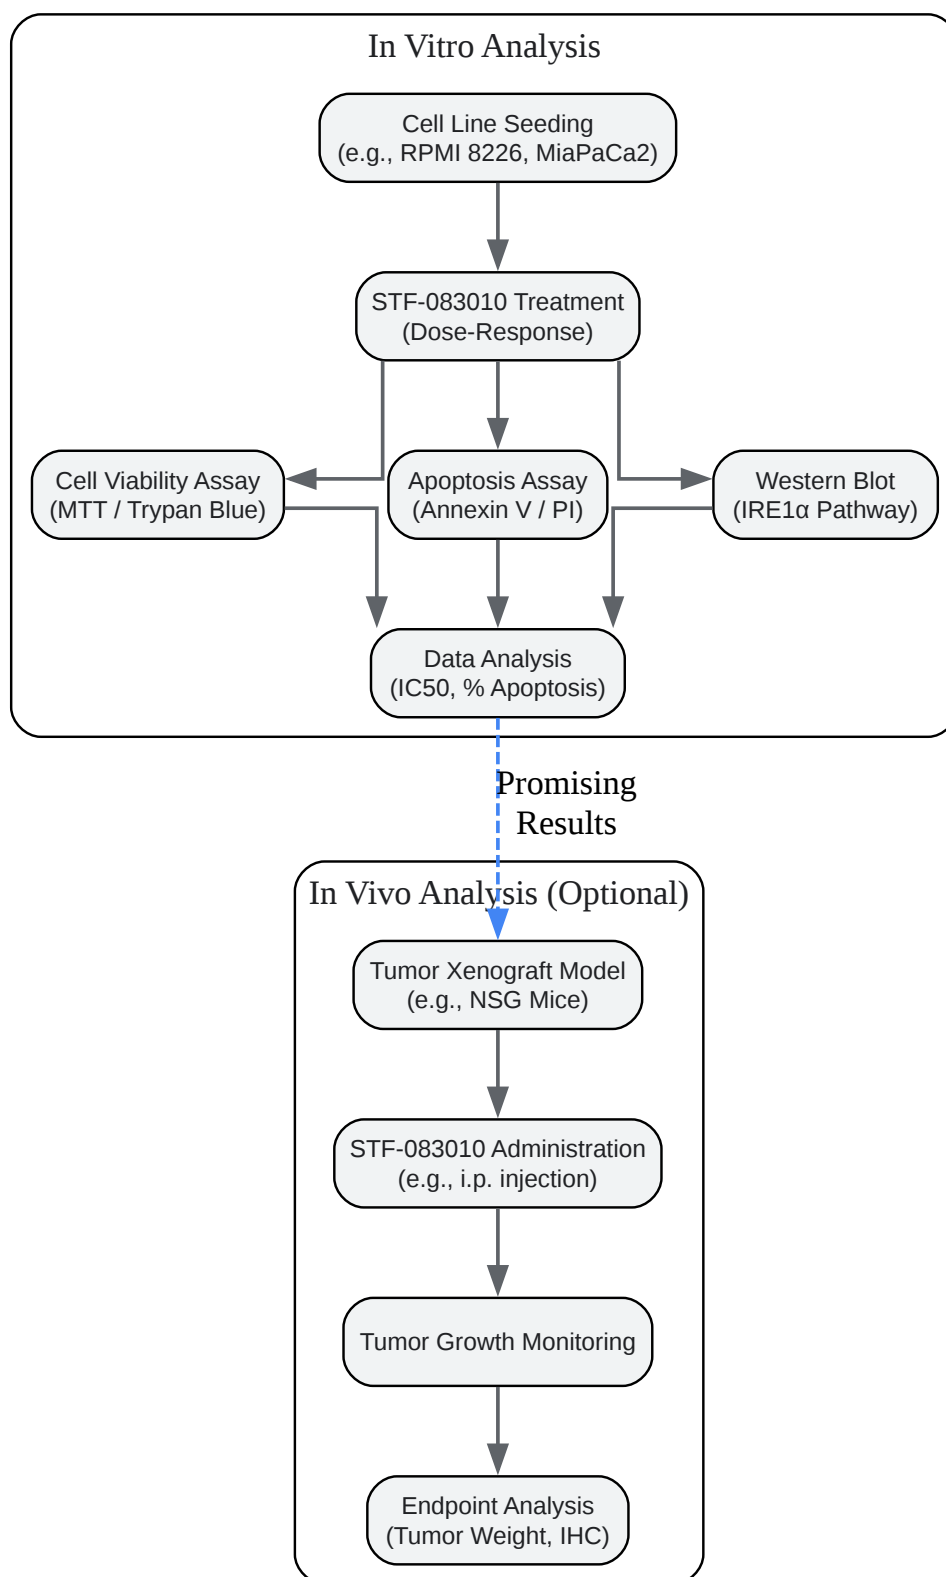 In Vitro Analysis
Cell Line Seeding
(e.g., RPMI 8226, MiaPaCa2)
STF-083010 Treatment
(Dose-Response)
Cell Viability Assay
(MTT / Trypan Blue)
Apoptosis Assay
(Annexin V / PI)
Western Blot
(IRE1α Pathway)
Data Analysis
(IC50, % Apoptosis)
Promising
Results
In Vivo Analysis (Optional)
Tumor Xenograft Model
(e.g., NSG Mice)
STF-083010 Administration
(e.g., i.p. injection)
Tumor Growth Monitoring
Endpoint Analysis
(Tumor Weight, IHC)